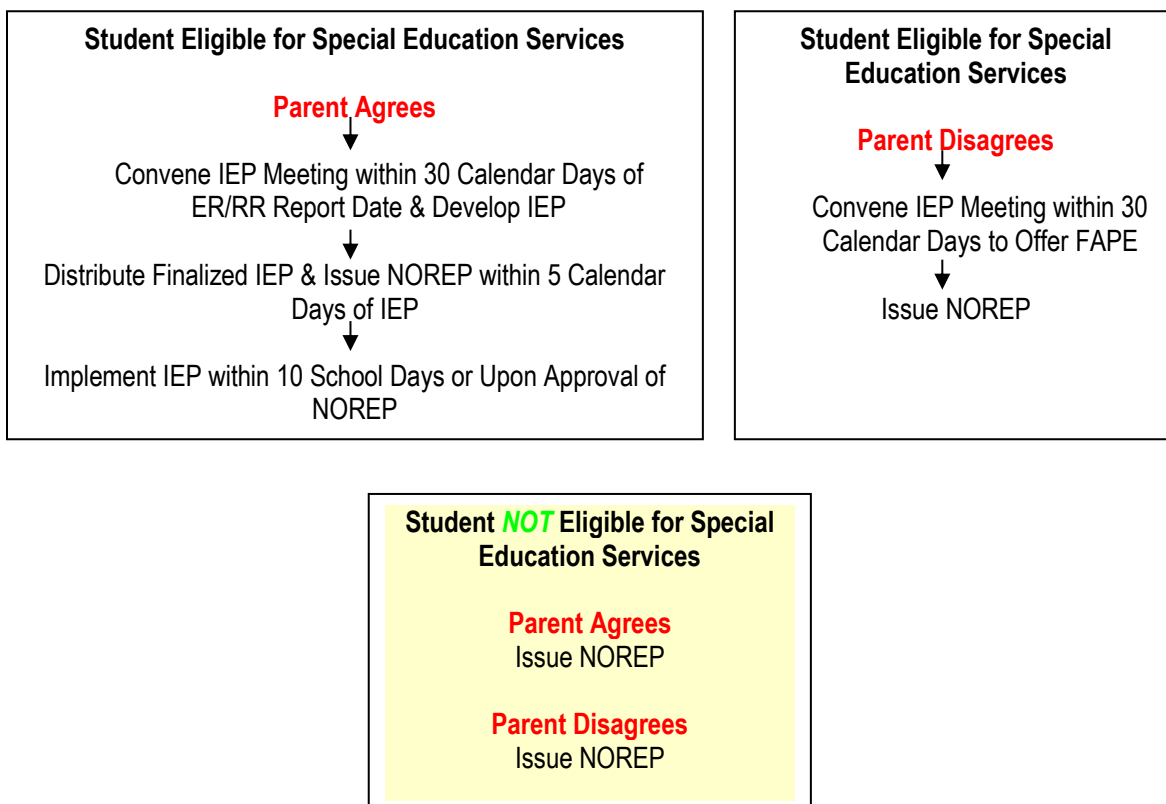 Student Eligible for Special Education Services
Parent Agrees
Convene IEP Meeting within 30 Calendar Days of
ER/RR Report Date & Develop IEP
Distribute Finalized IEP & Issue NOREP within 5 Calendar
Days of IEP
Implement IEP within 10 School Days or Upon Approval of
NOREP
Student Eligible for Special
Education Services
Parent Disagrees
Convene IEP Meeting within 30
Calendar Days to Offer FAPE
Issue NOREP
Student NOT Eligible for Special
Education Services
Parent Agrees
Issue NOREP
Parent Disagrees
Issue NOREP